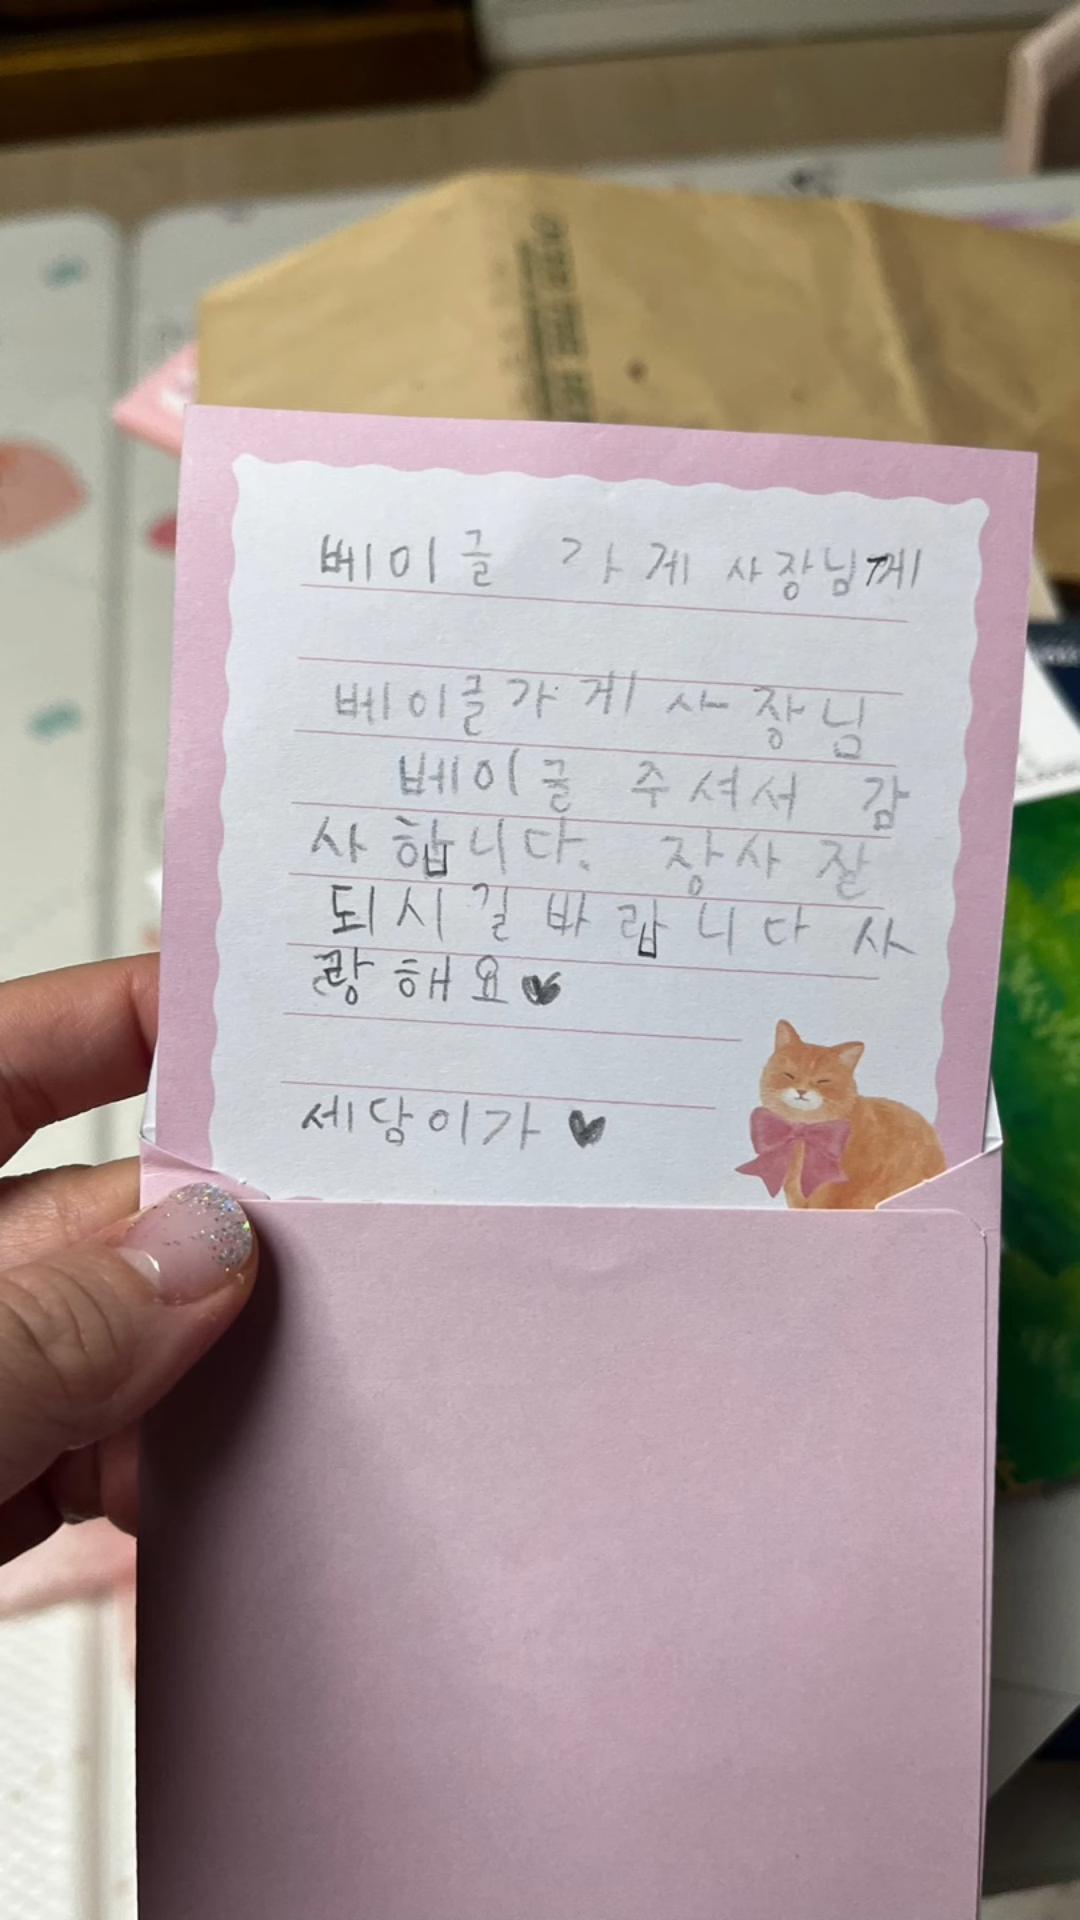 베이글 가게 사장님께
베이글가게 사장님
베이글 주셔서 감
사합니다. 장사 잘
되시길 바랍니다 사
랑해요♥
세담이가 ♥